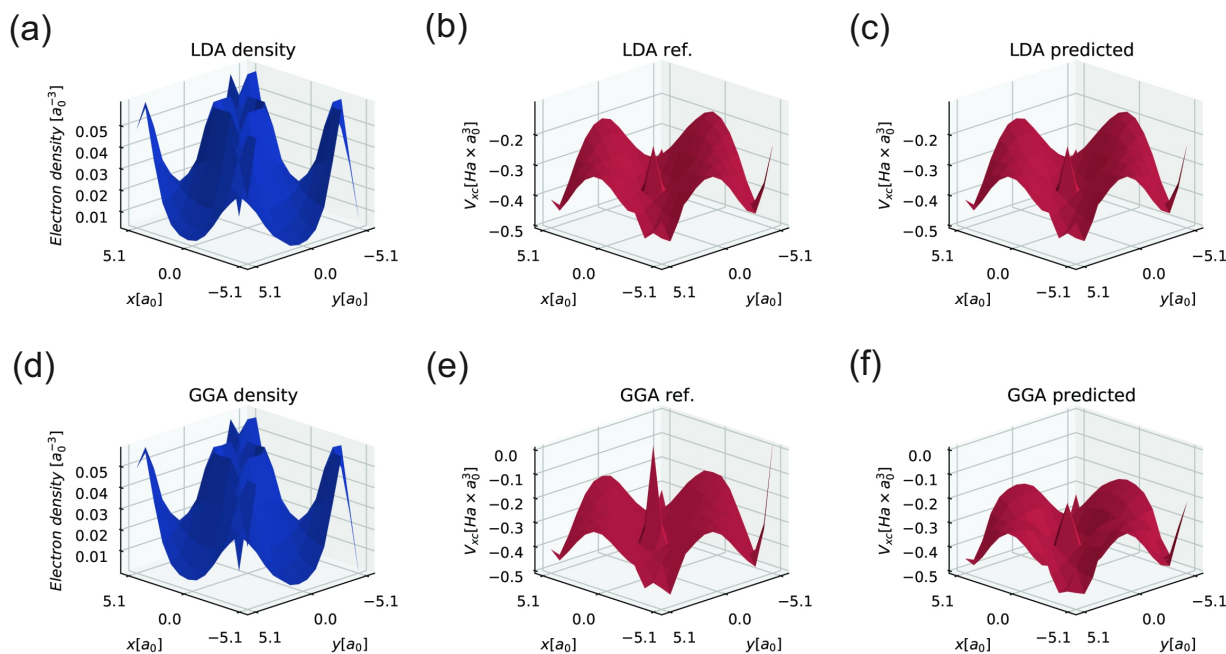 (a)
LDA density
Electron density [a₀⁻³]
0.05
0.04
0.03
0.02
0.01
5.1
0.0
−5.1
x[a₀]
5.1
0.0
−5.1
y[a₀]
(b)
LDA ref.
V_xc[Ha × a₀³]
−0.2
−0.3
−0.4
−0.5
5.1
0.0
−5.1
x[a₀]
5.1
0.0
−5.1
y[a₀]
(c)
LDA predicted
V_xc[Ha × a₀³]
−0.2
−0.3
−0.4
−0.5
5.1
0.0
−5.1
x[a₀]
5.1
0.0
−5.1
y[a₀]
(d)
GGA density
Electron density [a₀⁻³]
0.05
0.04
0.03
0.02
0.01
5.1
0.0
−5.1
x[a₀]
5.1
0.0
−5.1
y[a₀]
(e)
GGA ref.
V_xc[Ha × a₀³]
0.0
−0.1
−0.2
−0.3
−0.4
−0.5
5.1
0.0
−5.1
x[a₀]
5.1
0.0
−5.1
y[a₀]
(f)
GGA predicted
V_xc[Ha × a₀³]
0.0
−0.1
−0.2
−0.3
−0.4
−0.5
5.1
0.0
−5.1
x[a₀]
5.1
0.0
−5.1
y[a₀]